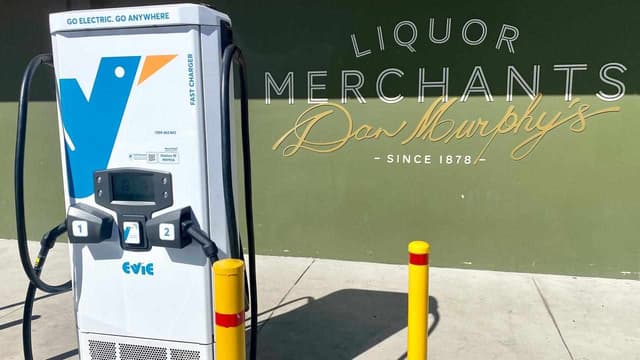 GO ELECTRIC. GO ANYWHERE
FAST CHARGER
1
2
EVIE
LIQUOR
MERCHANTS
Dan Murphy's
- SINCE 1878 -